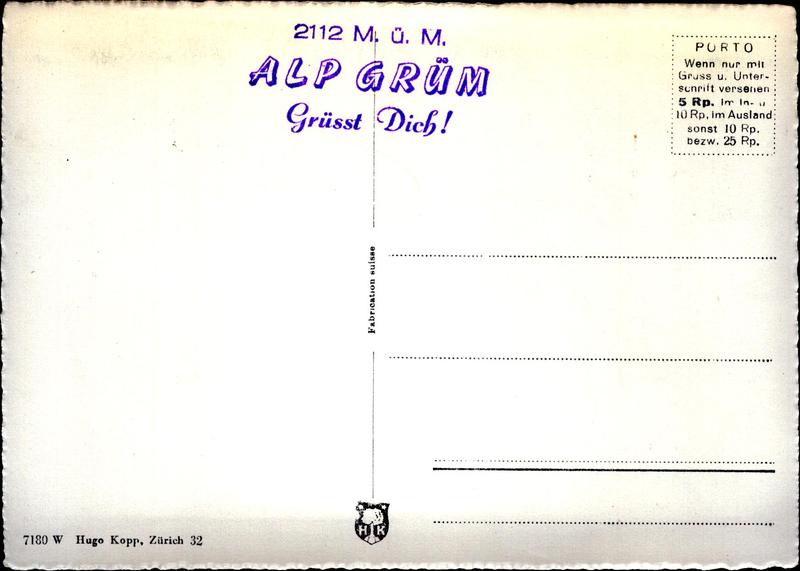 2112 M. ü. M.
ALP GRÜM
Grüsst Dich!
PORTO
Wenn nur mit
Gruss u. Unter-
schrift versehen
5 Rp. im In- u
10 Rp. im Ausland
sonst 10 Rp.
bezw. 25 Rp.
Fabrication suisse
HK
7180 W Hugo Kopp, Zürich 32